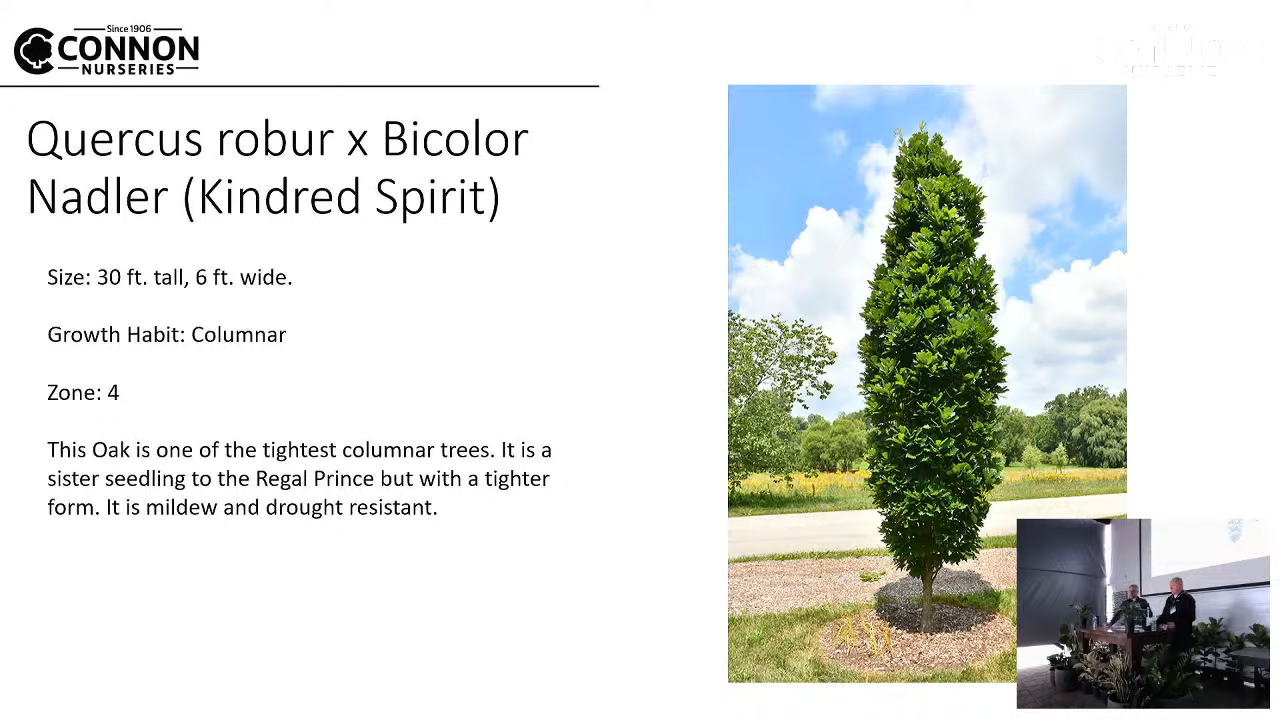 Since 1906
CONNON
NURSERIES
Quercus robur x Bicolor
Nadler (Kindred Spirit)
Size: 30 ft. tall, 6 ft. wide.
Growth Habit: Columnar
Zone: 4
This Oak is one of the tightest columnar trees. It is a
sister seedling to the Regal Prince but with a tighter
form. It is mildew and drought resistant.